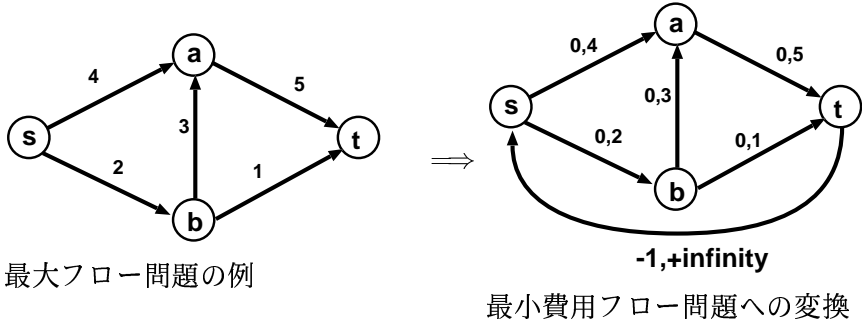 a
4
5
s
3
t
2
1
b
最大フロー問題の例
⟹
a
0,4
0,5
s
0,3
t
0,2
0,1
b
-1,+infinity
最小費用フロー問題への変換